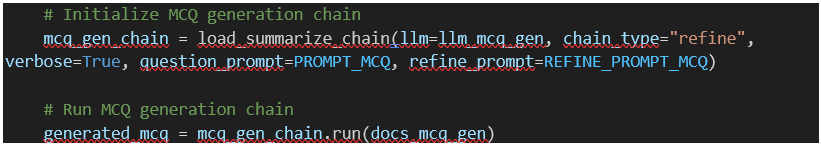 # Initialize MCQ generation chain
mcq_gen_chain = load_summarize_chain(llm=llm_mcq_gen, chain_type="refine",
verbose=True, question_prompt=PROMPT_MCQ, refine_prompt=REFINE_PROMPT_MCQ)
# Run MCQ generation chain
generated_mcq = mcq_gen_chain.run(docs_mcq_gen)